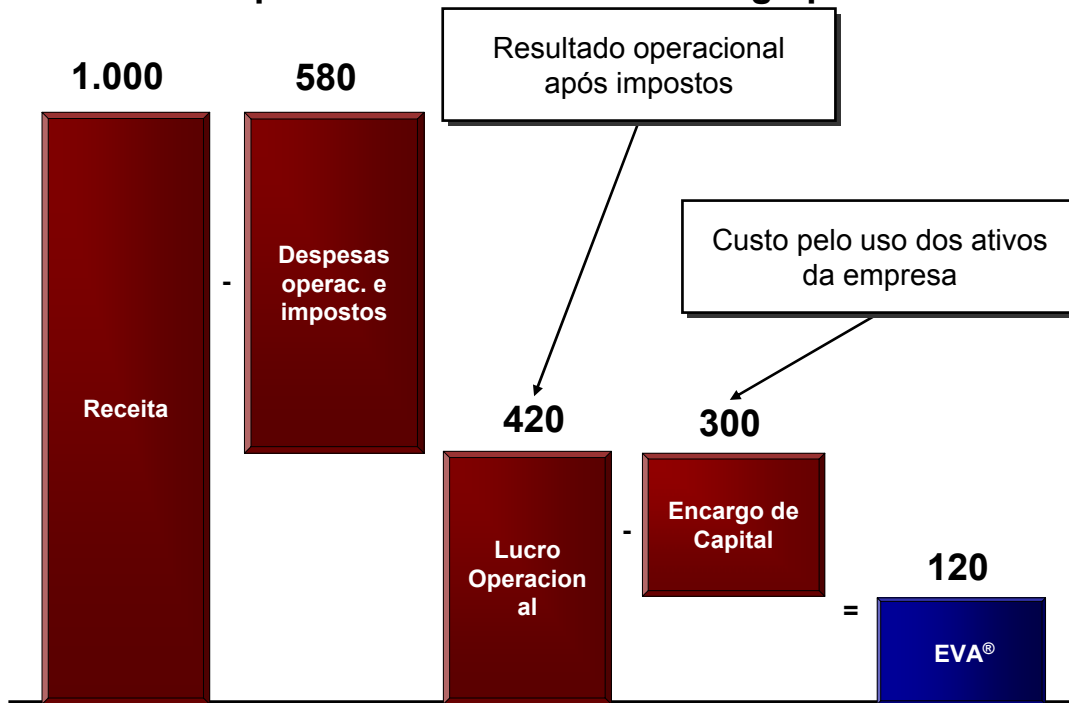 Resultado operacional
após impostos
1.000
580
Custo pelo uso dos ativos
da empresa
Despesas
operac. e
impostos
-
Receita
420
300
Lucro
Operacion
al
-
Encargo de
Capital
=
120
EVA®